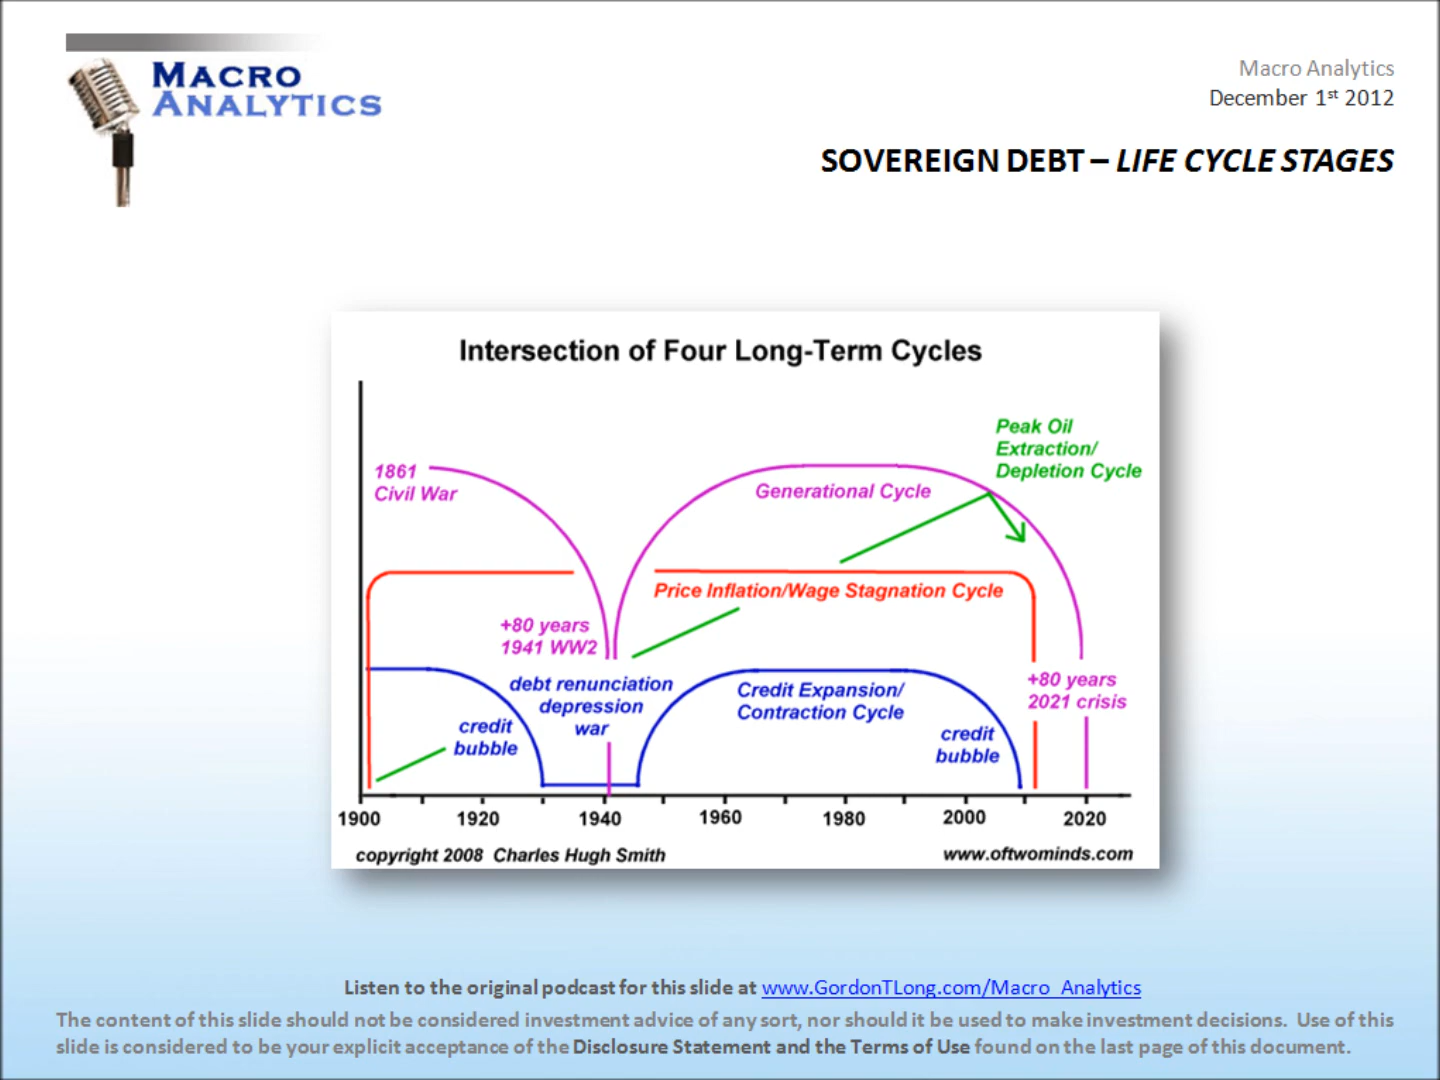 MACRO
ANALYTICS
Macro Analytics
December 1st 2012
SOVEREIGN DEBT – LIFE CYCLE STAGES
Intersection of Four Long-Term Cycles
Peak Oil
Extraction/
Depletion Cycle
1861
Civil War
Generational Cycle
Price Inflation/Wage Stagnation Cycle
+80 years
1941 WW2
debt renunciation
depression
war
Credit Expansion/
Contraction Cycle
+80 years
2021 crisis
credit
bubble
credit
bubble
1900 1920 1940 1960 1980 2000 2020
copyright 2008 Charles Hugh Smith
www.oftwominds.com
Listen to the original podcast for this slide at www.GordonTLong.com/Macro_Analytics
The content of this slide should not be considered investment advice of any sort, nor should it be used to make investment decisions. Use of this
slide is considered to be your explicit acceptance of the Disclosure Statement and the Terms of Use found on the last page of this document.